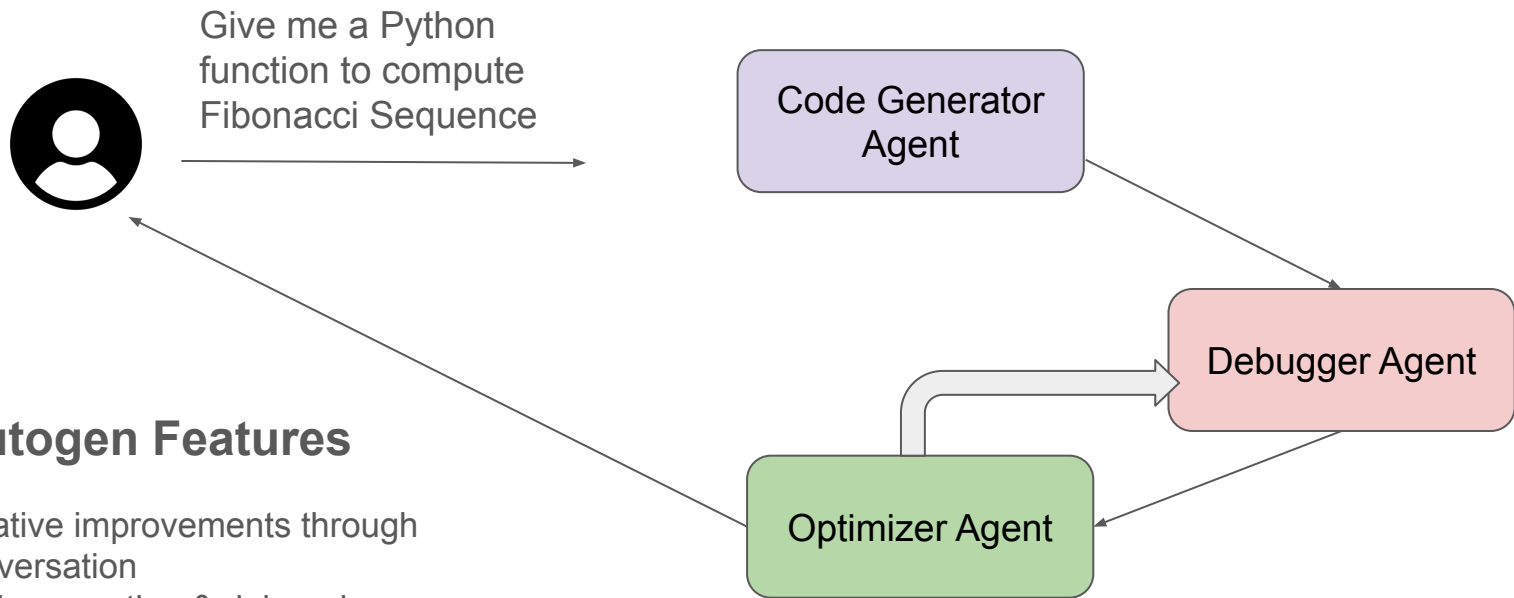 Give me a Python
function to compute
Fibonacci Sequence
Code Generator
Agent
Debugger Agent
Optimizer Agent
utogen Features
ative improvements through
versation